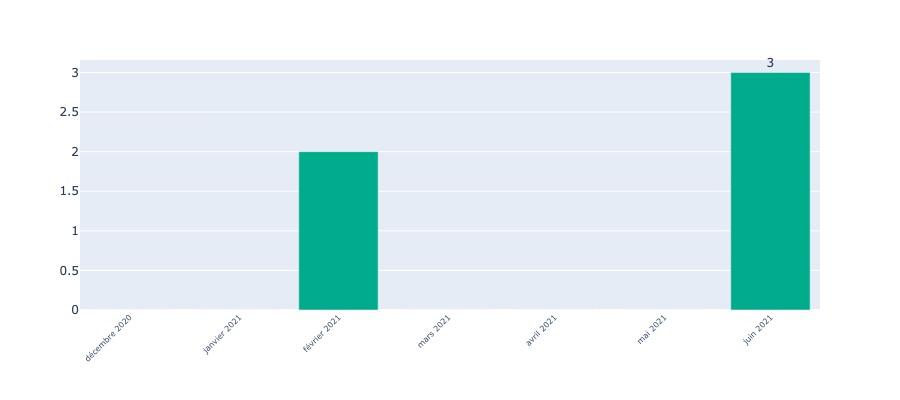 3
3
2.5
2
1.5
1
0.5
0
décembre 2020
janvier 2021
février 2021
mars 2021
avril 2021
mai 2021
juin 2021